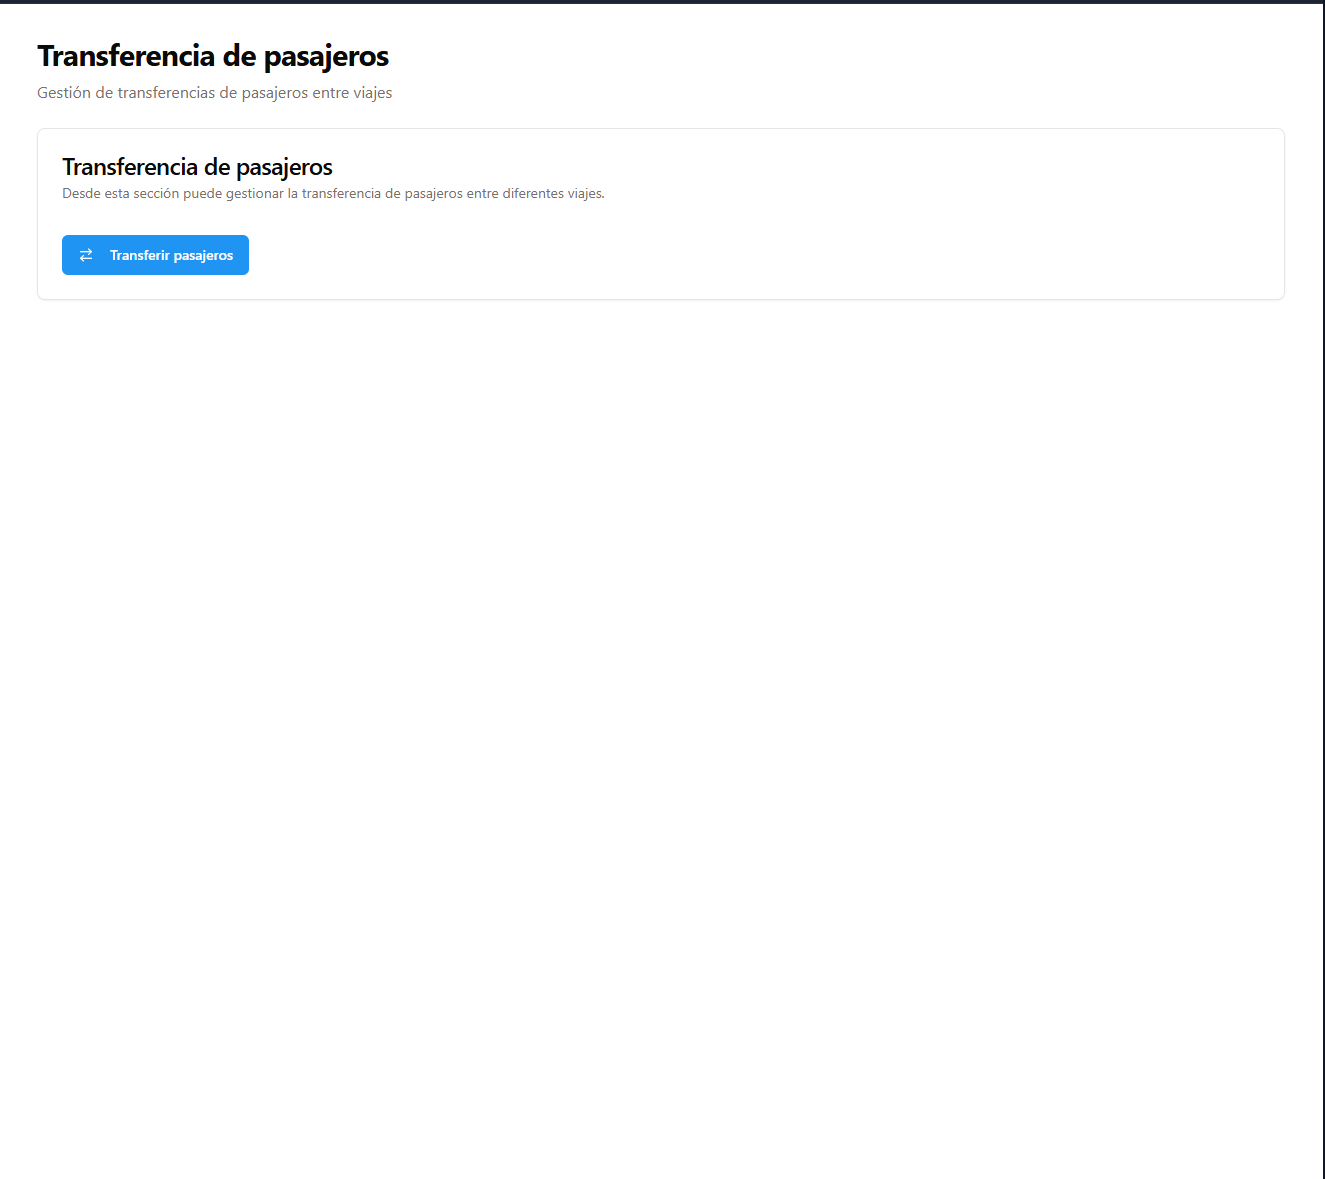 Transferencia de pasajeros
Gestión de transferencias de pasajeros entre viajes
Transferencia de pasajeros
Desde esta sección puede gestionar la transferencia de pasajeros entre diferentes viajes.
Transferir pasajeros